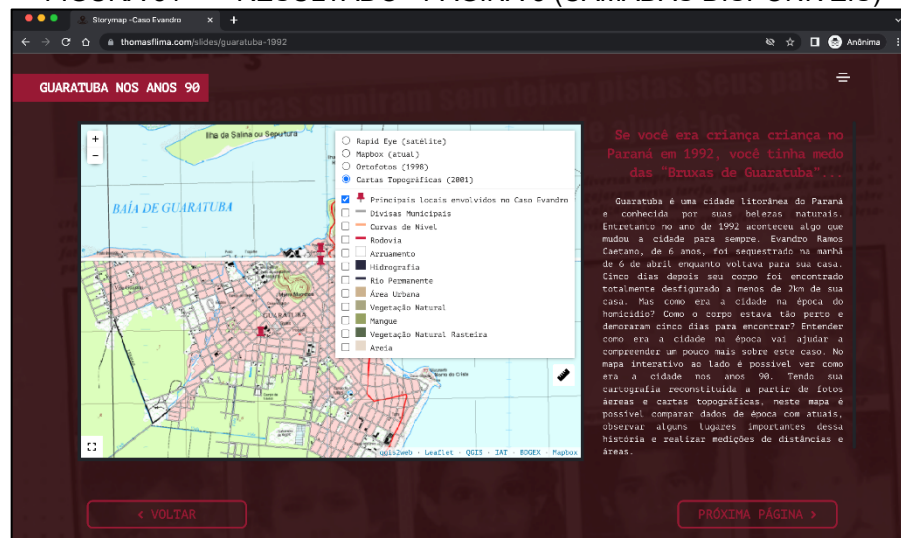 Storymap -Caso Evandro
thomasflima.com/slides/guaratuba-1992
Anônima
GUARATUBA NOS ANOS 90
+
−
Ilha da Salina ou Sepultura
BAÍA DE GUARATUBA
GUARATUBA
Rapid Eye (satélite)
Mapbox (atual)
Ortofotos (1998)
Cartas Topográficas (2001)
Principais locais envolvidos no Caso Evandro
Divisas Municipais
Curvas de Nível
Rodovia
Arruamento
Hidrografia
Rio Permanente
Área Urbana
Vegetação Natural
Mangue
Vegetação Natural Rasteira
Areia
qgis2web · Leaflet · QGIS · IAT · BDGEX · Mapbox
Se você era criança criança no
Paraná em 1992, você tinha medo
das "Bruxas de Guaratuba"...
Guaratuba é uma cidade litorânea do Paraná
e conhecida por suas belezas naturais.
Entretanto no ano de 1992 aconteceu algo que
mudou a cidade para sempre. Evandro Ramos
Caetano, de 6 anos, foi sequestrado na manhã
de 6 de abril enquanto voltava para sua casa.
Cinco dias depois seu corpo foi encontrado
totalmente desfigurado a menos de 2km de sua
casa. Mas como era a cidade na época do
homicídio? Como o corpo estava tão perto e
demoraram cinco dias para encontrar? Entender
como era a cidade na época vai ajudar a
compreender um pouco mais sobre este caso. No
mapa interativo ao lado é possível ver como
era a cidade nos anos 90. Tendo sua
cartografia reconstituída a partir de fotos
áereas e cartas topográficas, neste mapa é
possível comparar dados de época com atuais,
observar alguns lugares importantes dessa
história e realizar medições de distâncias e
áreas.
< VOLTAR
PRÓXIMA PÁGINA >